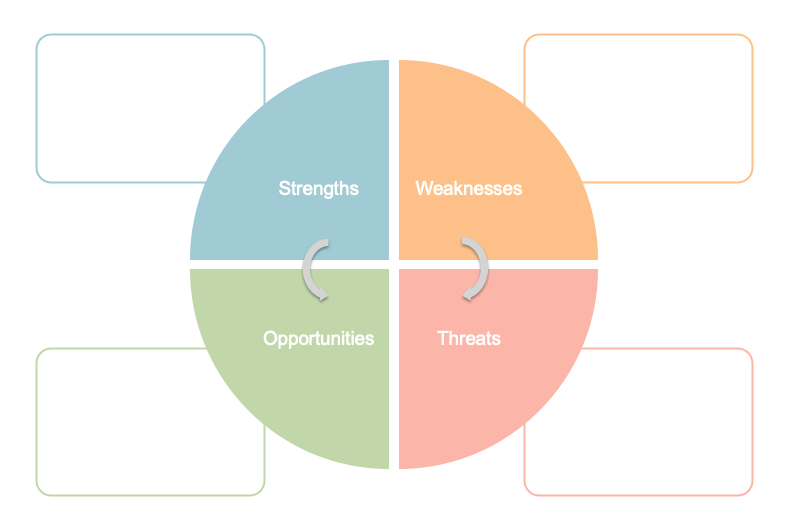 Strengths
Weaknesses
Opportunities
Threats